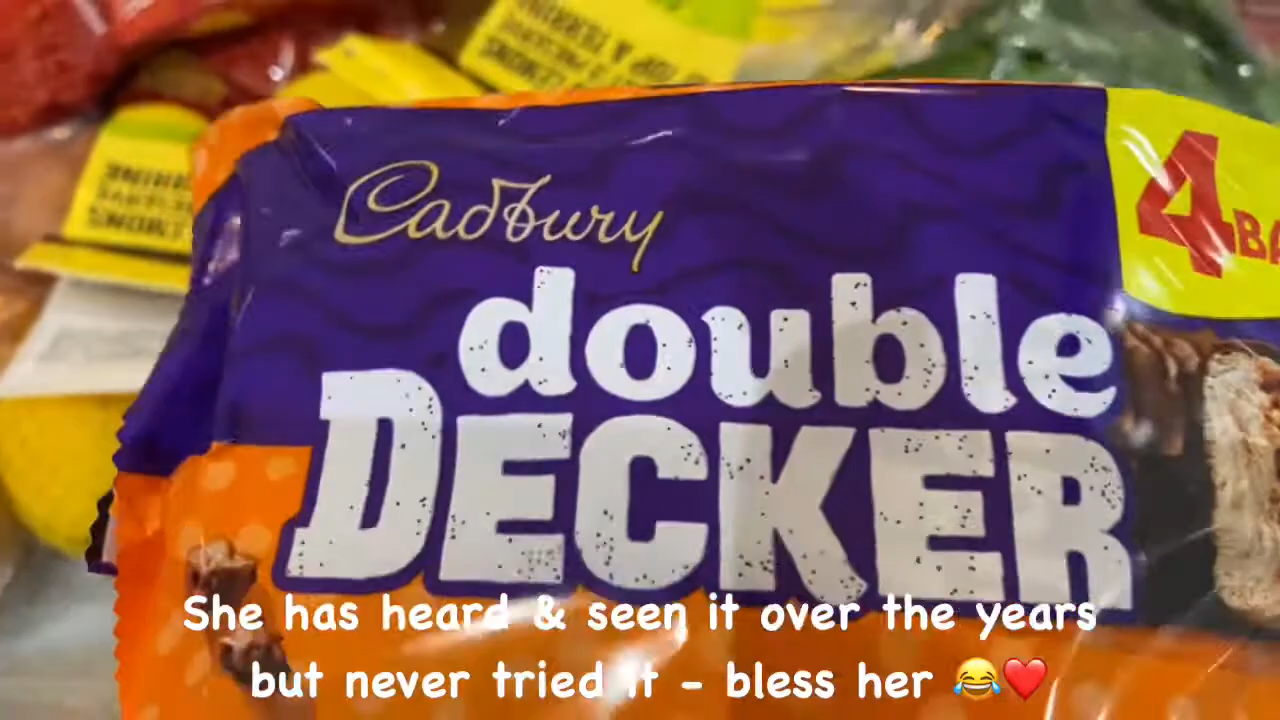 Cadbury
double
DECKER
4
She has heard & seen it over the years
but never tried it - bless her 😂❤️